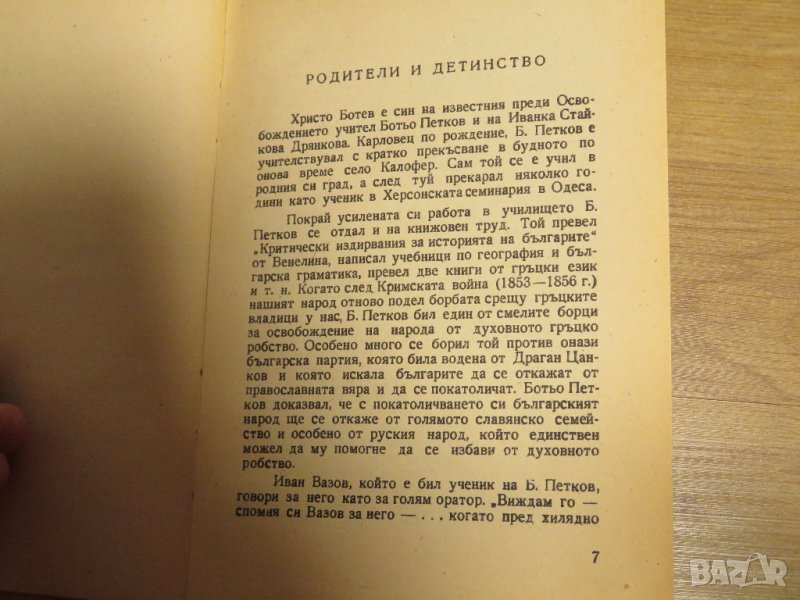 РОДИТЕЛИ И ДЕТИНСТВО
Христо Ботев е син на известния преди Осво-
бождението учител Ботьо Петков и на Иванка Стай-
кова Дрянкова. Карловец по рождение, Б. Петков е
учителствувал с кратко прекъсване в будното по
онова време село Калофер. Сам той се е учил в
родния си град, а след туй прекарал няколко го-
дини като ученик в Херсонската семинария в Одеса.
Покрай усилената си работа в училището Б.
Петков се отдал и на книжовен труд. Той превел
„Критически издирвания за историята на българите“
от Венелина, написал учебници по география и бъл-
гарска граматика, превел две книги от гръцки език
и т. н. Когато след Кримската война (1853—1856 г.)
нашият народ отново подел борбата срещу гръцките
владици у нас, Б. Петков бил един от смелите борци
за освобождение на народа от духовното гръцко
робство. Особено много се борил той против онази
българска партия, която била водена от Драган Цан-
ков и която искала българите да се откажат от
православната вяра и да се покатоличат. Ботьо Пет-
ков доказвал, че с покатоличването си българският
народ ще се откаже от голямото славянско семей-
ство и особено от руския народ, който единствен
можел да му помогне да се избави от духовното
робство.
Иван Вазов, който е бил ученик на Б. Петков,
говори за него като за голям оратор. „Виждам го —
спомня си Вазов за него — . . . когато пред хилядно
7
BAZAR